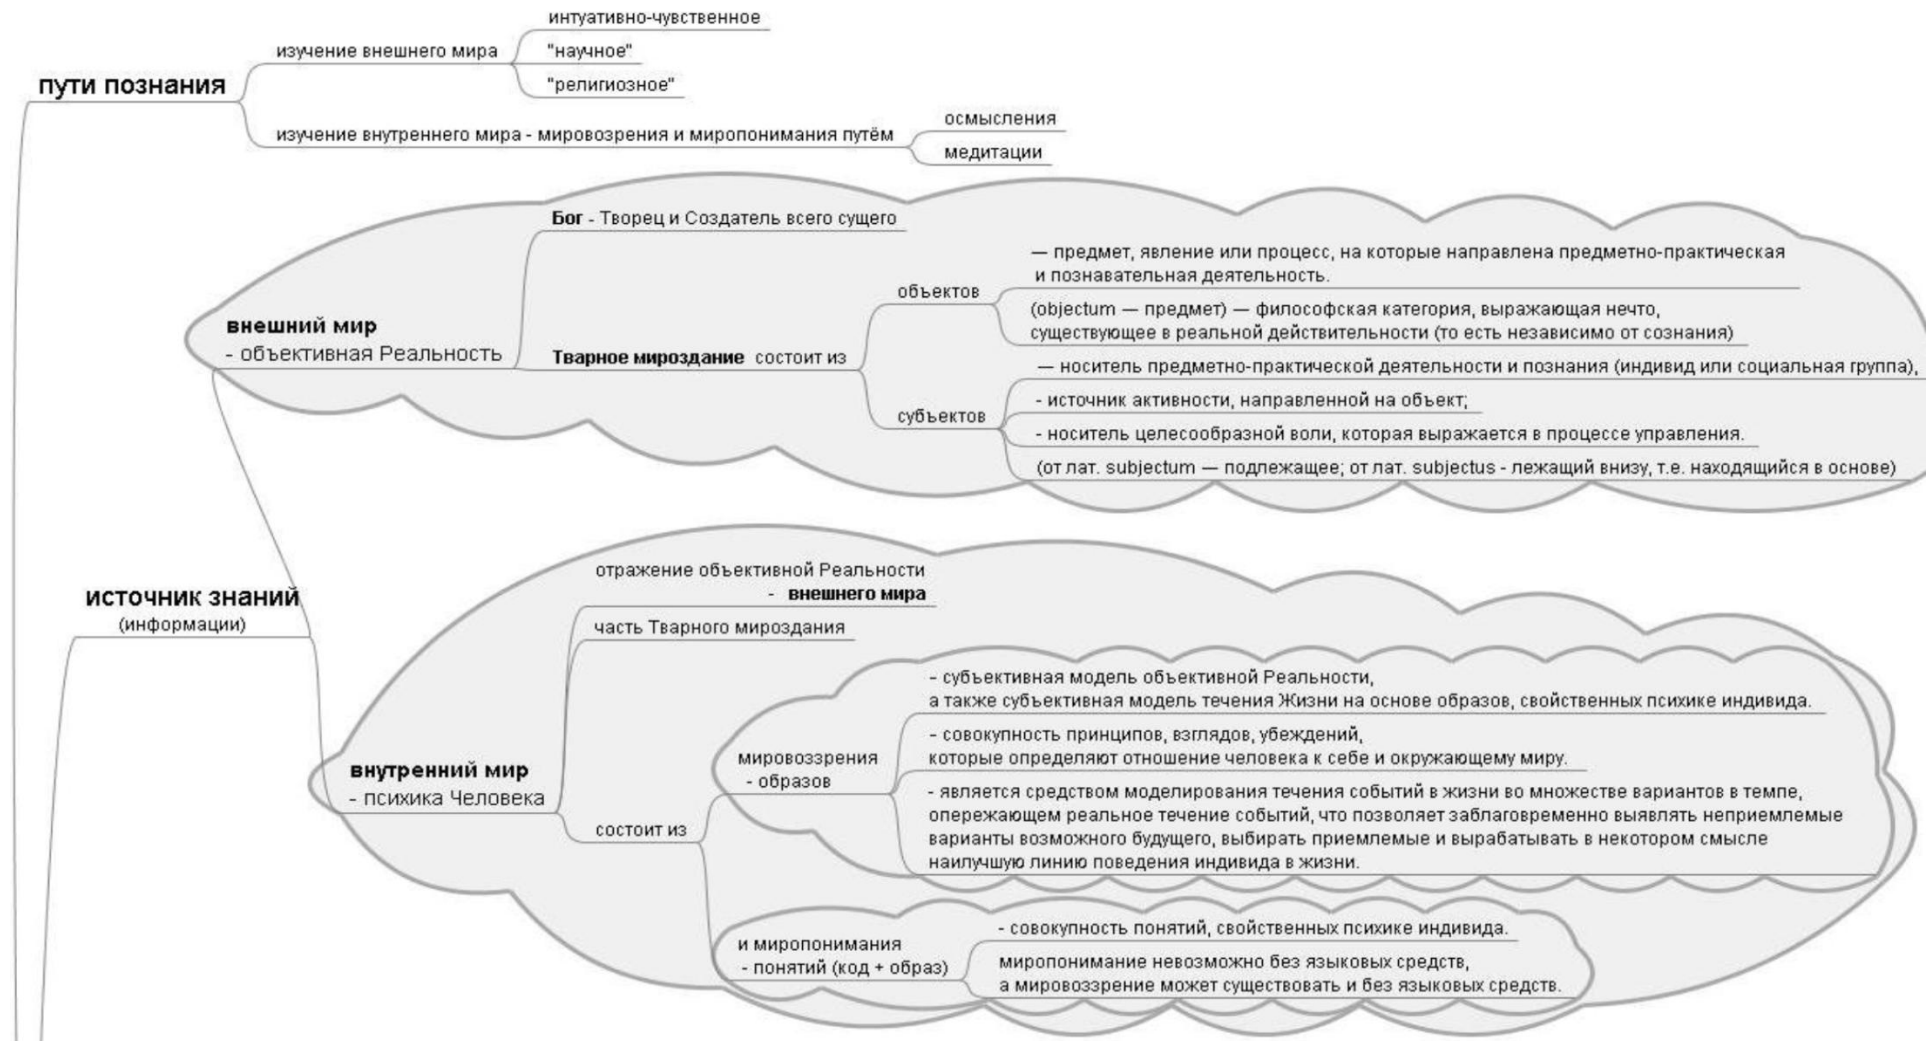 пути познания
изучение внешнего мира
интуативно-чувственное
"научное"
"религиозное"
изучение внутреннего мира - мировозрения и миропонимания путём
осмысления
медитации
внешний мир
- объективная Реальность
Бог - Творец и Создатель всего сущего
Тварное мироздание состоит из
объектов
— предмет, явление или процесс, на которые направлена предметно-практическая
и познавательная деятельность.
(objectum — предмет) — философская категория, выражающая нечто,
существующее в реальной действительности (то есть независимо от сознания)
субъектов
— носитель предметно-практической деятельности и познания (индивид или социальная группа),
- источник активности, направленной на объект;
- носитель целесообразной воли, которая выражается в процессе управления.
(от лат. subjectum — подлежащее; от лат. subjectus - лежащий внизу, т.е. находящийся в основе)
источник знаний
(информации)
внутренний мир
- психика Человека
отражение объективной Реальности
- внешнего мира
часть Тварного мироздания
состоит из
мировоззрения
- образов
- субъективная модель объективной Реальности,
а также субъективная модель течения Жизни на основе образов, свойственных психике индивида.
- совокупность принципов, взглядов, убеждений,
которые определяют отношение человека к себе и окружающему миру.
- является средством моделирования течения событий в жизни во множестве вариантов в темпе,
опережающем реальное течение событий, что позволяет заблаговременно выявлять неприемлемые
варианты возможного будущего, выбирать приемлемые и вырабатывать в некотором смысле
наилучшую линию поведения индивида в жизни.
и миропонимания
- понятий (код + образ)
- совокупность понятий, свойственных психике индивида.
миропонимание невозможно без языковых средств,
а мировоззрение может существовать и без языковых средств.